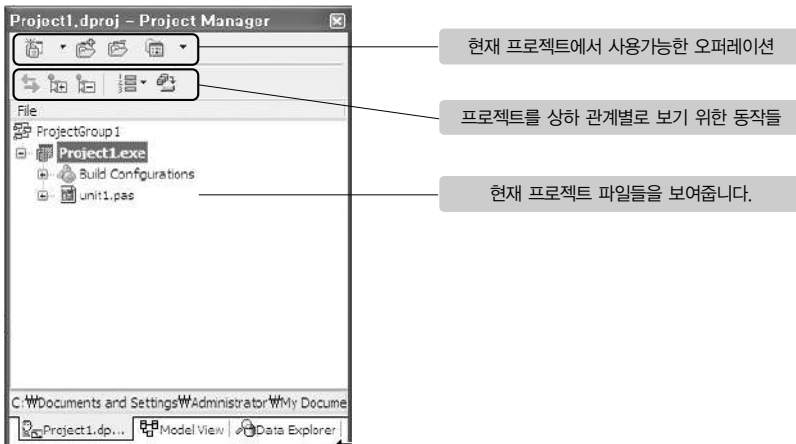 Project1.dproj – Project Manager
현재 프로젝트에서 사용가능한 오퍼레이션
프로젝트를 상하 관계별로 보기 위한 동작들
File
ProjectGroup1
Project1.exe
Build Confgurations
unit1.pas
현재 프로젝트 파일들을 보여줍니다.
C:₩Documents and Settings₩Administrator₩My Docume
Project1.dp... Model View Data Explorer